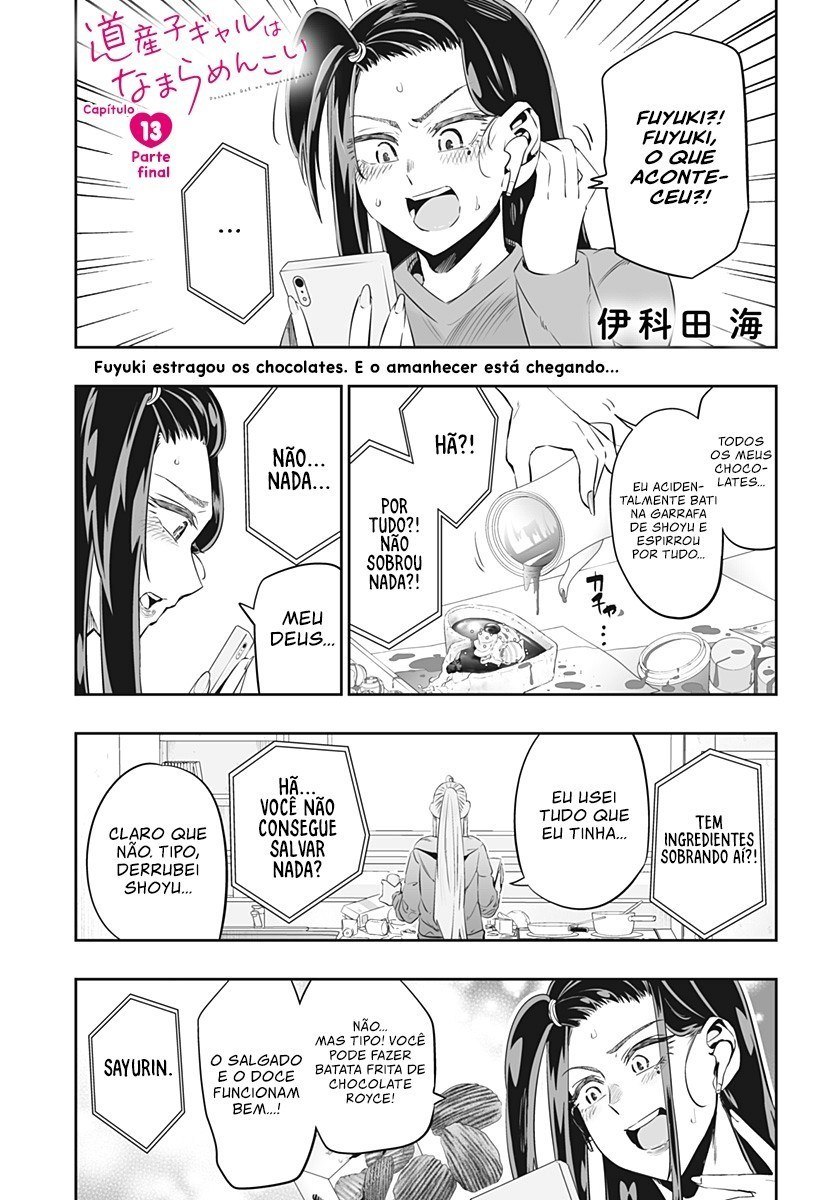 道産子ギャルは
なまらめんこい
Capítulo
13
Parte
final
FUYUKI?!
FUYUKI,
O QUE
ACONTE-
CEU?!
...
伊科田 海
Fuyuki estragou os chocolates. E o amanhecer está chegando...
TODOS
OS MEUS
CHOCO-
LATES...
EU ACIDEN-
TALMENTE BATI
NA GARRAFA
DE SHOYU E
ESPIRROU
POR TUDO...
カチャ…
HÃ?!
POR
TUDO?!
NÃO
SOBROU
NADA?!
NÃO...
NADA...
MEU
DEUS...
TEM
INGREDIENTES
SOBRANDO AÍ?!
EU USEI
TUDO QUE
EU TINHA...
HÃ...
VOCÊ NÃO
CONSEGUE
SALVAR
NADA?
CLARO QUE
NÃO. TIPO,
DERRUBEI
SHOYU...
NÃO...
MAS TIPO! VOCÊ
PODE FAZER
BATATA FRITA DE
CHOCOLATE
ROYCE!
O SALGADO
E O DOCE
FUNCIONAM
BEM...!
SAYURIN.